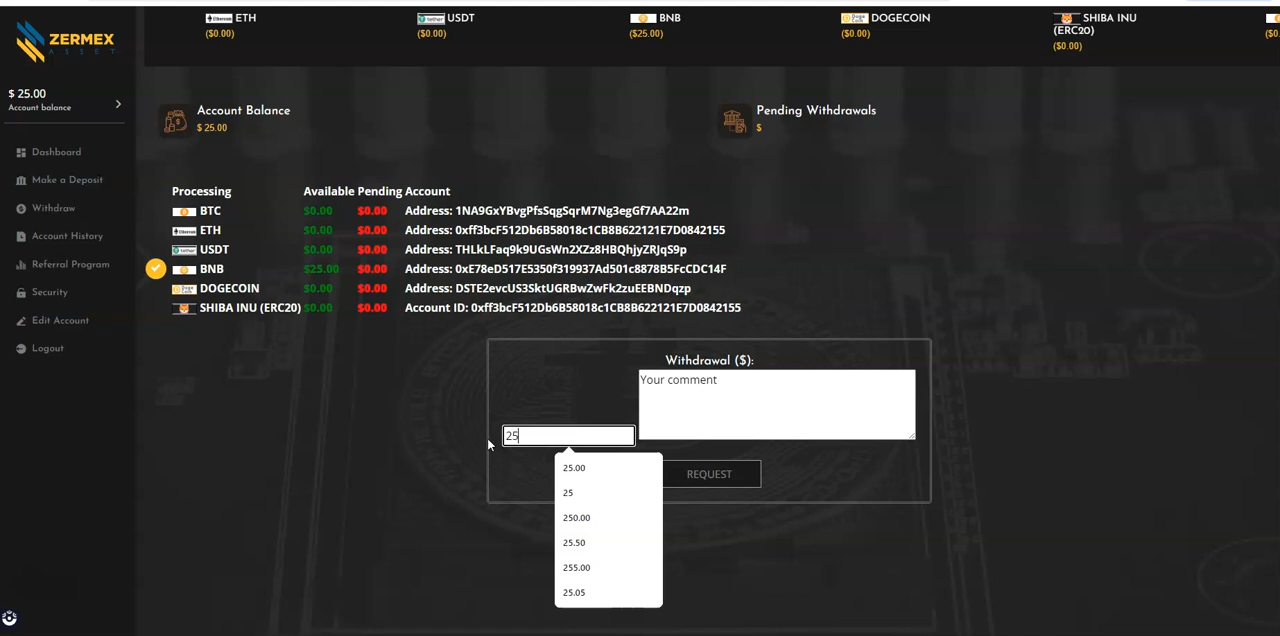 ETH
($0.00)
USDT
($0.00)
BNB
($25.00)
DOGECOIN
($0.00)
SHIBA INU
(ERC20)
($0.00)
($0.
ZERMEX
ASSET
$ 25.00
Account balance
Dashboard
Make a Deposit
Withdraw
Account History
Referral Program
Security
Edit Account
Logout
Account Balance
$ 25.00
Pending Withdrawals
$
Processing Available Pending Account
BTC $0.00 $0.00 Address: 1NA9GxYBvgPfsSqgSqrM7Ng3egGf7AA22m
ETH $0.00 $0.00 Address: 0xff3bcF512Db6B58018c1CB8B622121E7D0842155
USDT $0.00 $0.00 Address: THLkLFaq9k9UGsWn2XZz8HBQhjyZRJqS9p
BNB $25.00 $0.00 Address: 0xE78eD517E5350f319937Ad501c8878B5FcCDC14F
DOGECOIN $0.00 $0.00 Address: DSTE2evcUS3SktUGRBwZwFk2zuEEBNDqzp
SHIBA INU (ERC20) $0.00 $0.00 Account ID: 0xff3bcF512Db6B58018c1CB8B622121E7D0842155
Withdrawal ($):
Your comment
25
25.00
25
250.00
25.50
255.00
25.05
REQUEST